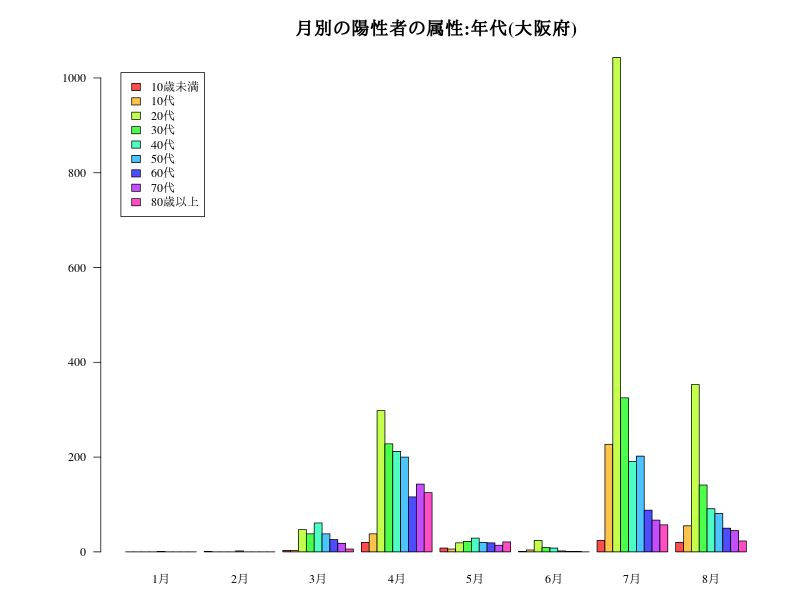 月別の陽性者の属性:年代(大阪府)
1000
800
600
400
200
0
10歳未満
10代
20代
30代
40代
50代
60代
70代
80歳以上
1月
2月
3月
4月
5月
6月
7月
8月